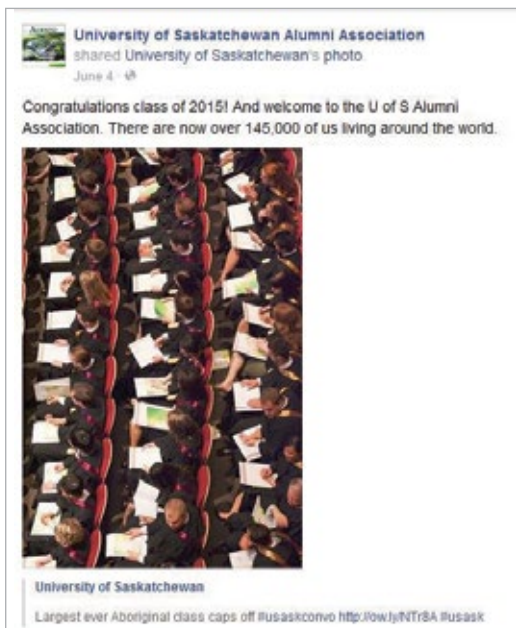 University of Saskatchewan Alumni Association
shared University of Saskatchewan's photo
June 4 ·
Congratulations class of 2015! And welcome to the U of S Alumni
Association. There are now over 145,000 of us living around the world.
University of Saskatchewan
Largest ever Aboriginal class caps off #usaskconvo http://ow.ly/NTr8A #usask